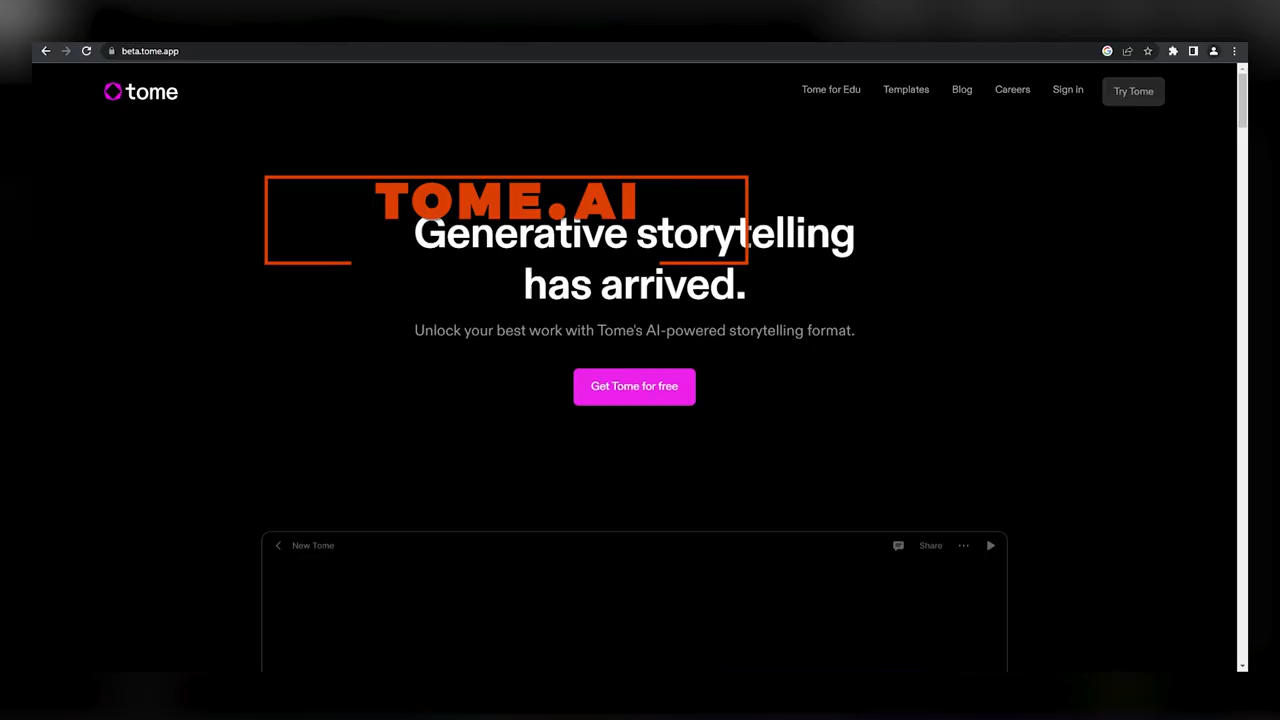 beta.tome.app
tome
Tome for Edu
Templates
Blog
Careers
Sign in
Try Tome
TOME.AI
Generative storytelling
has arrived.
Unlock your best work with Tome's AI-powered storytelling format.
Get Tome for free
New Tome
Share